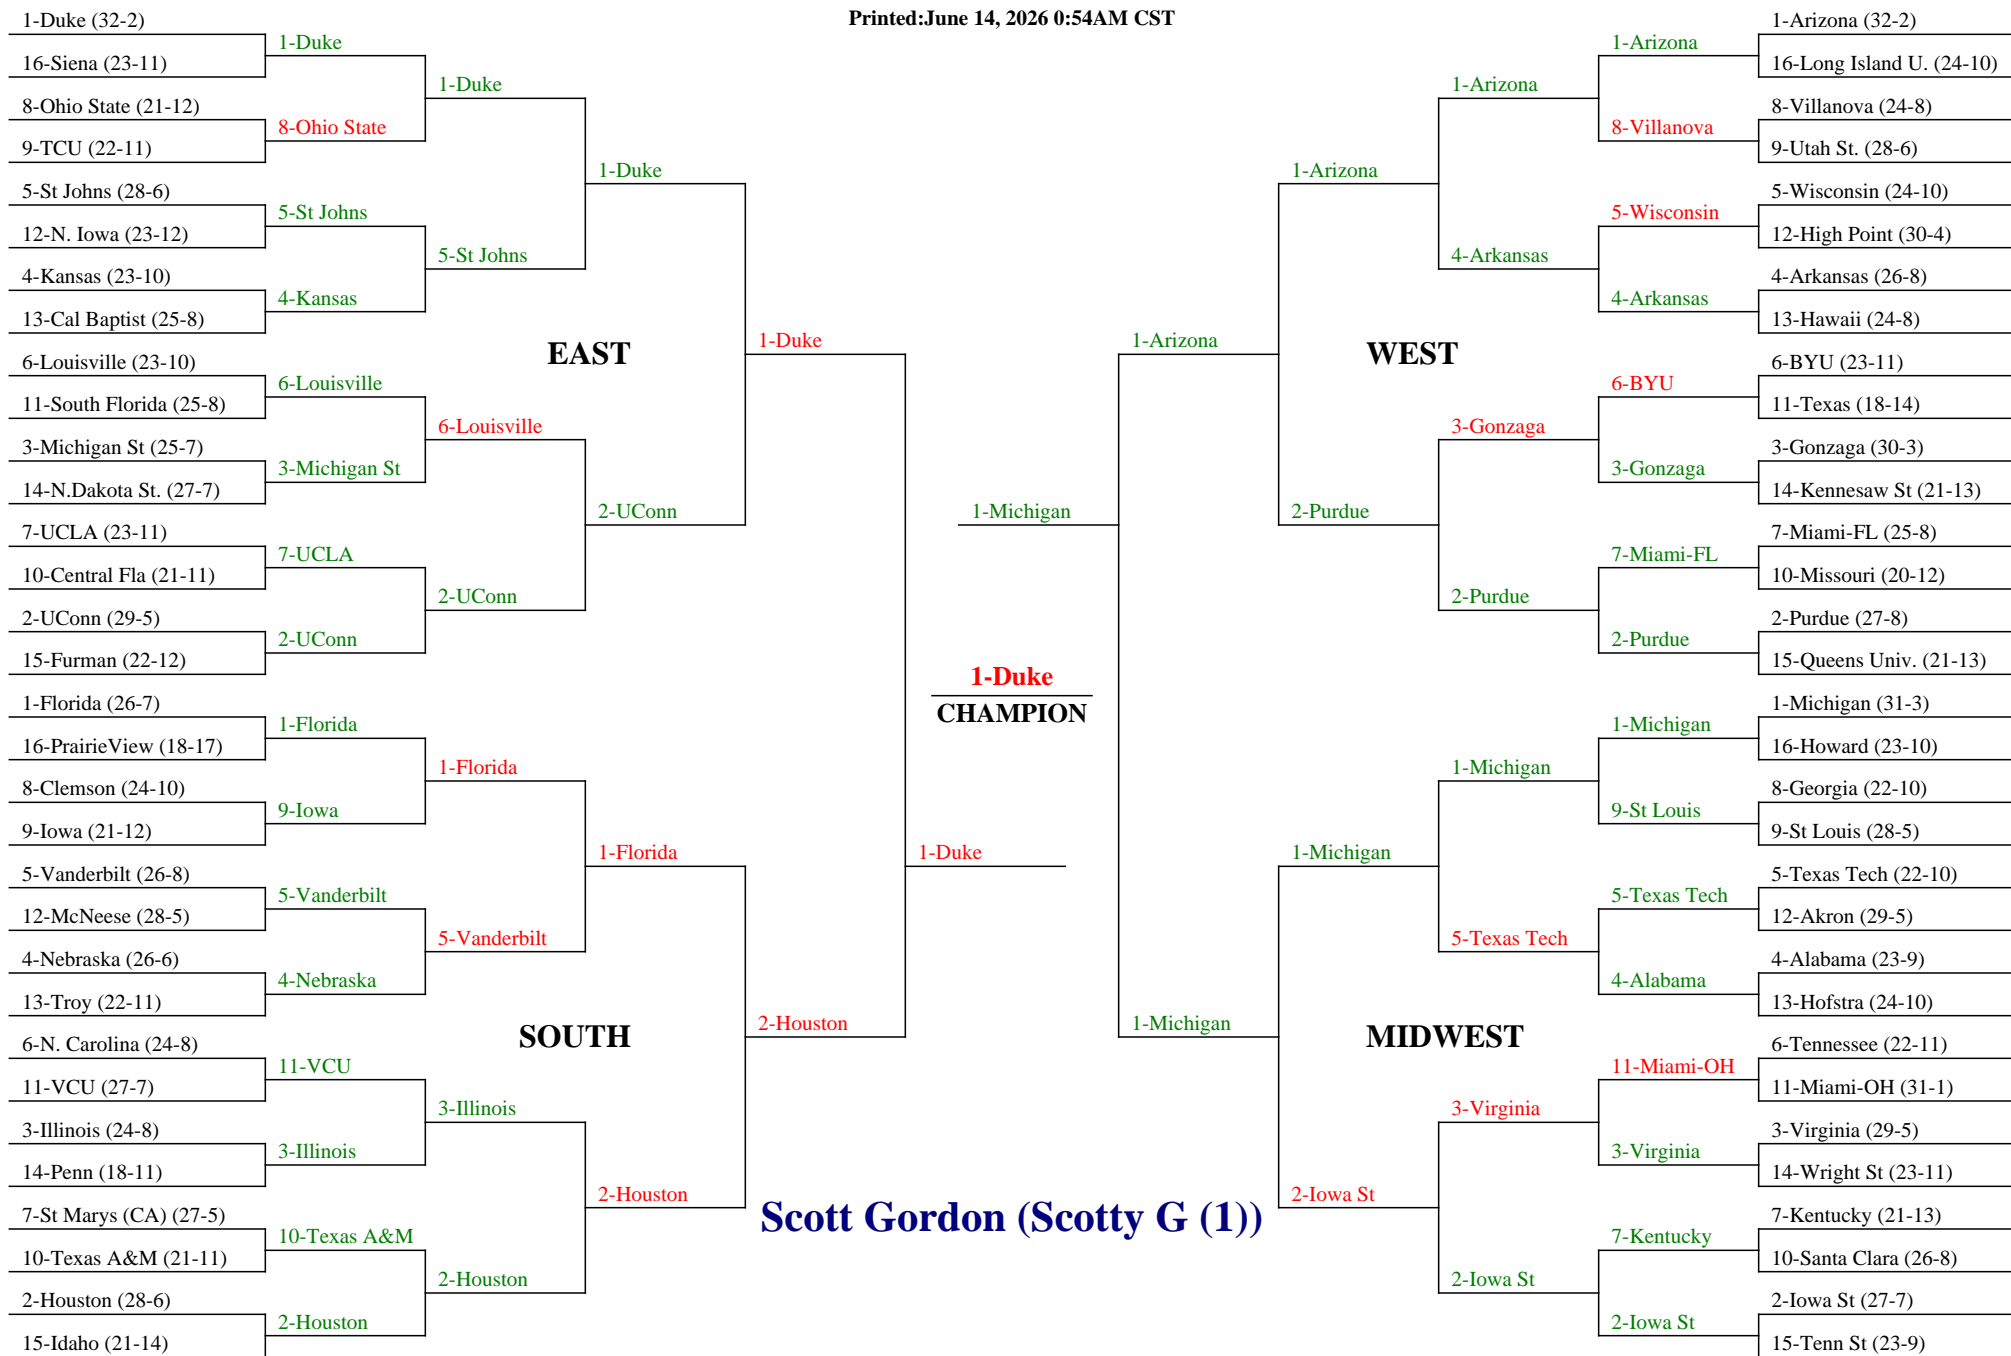 Printed:June 14, 2026 0:54AM CST
1-Duke (32-2)
16-Siena (23-11)
8-Ohio State (21-12)
9-TCU (22-11)
5-St Johns (28-6)
12-N. Iowa (23-12)
4-Kansas (23-10)
13-Cal Baptist (25-8)
6-Louisville (23-10)
11-South Florida (25-8)
3-Michigan St (25-7)
14-N.Dakota St. (27-7)
7-UCLA (23-11)
10-Central Fla (21-11)
2-UConn (29-5)
15-Furman (22-12)
1-Florida (26-7)
16-PrairieView (18-17)
8-Clemson (24-10)
9-Iowa (21-12)
5-Vanderbilt (26-8)
12-McNeese (28-5)
4-Nebraska (26-6)
13-Troy (22-11)
6-N. Carolina (24-8)
11-VCU (27-7)
3-Illinois (24-8)
14-Penn (18-11)
7-St Marys (CA) (27-5)
10-Texas A&M (21-11)
2-Houston (28-6)
15-Idaho (21-14)
1-Duke
8-Ohio State
5-St Johns
4-Kansas
6-Louisville
3-Michigan St
7-UCLA
2-UConn
1-Florida
9-Iowa
5-Vanderbilt
4-Nebraska
11-VCU
3-Illinois
10-Texas A&M
2-Houston
1-Duke
5-St Johns
6-Louisville
2-UConn
1-Florida
5-Vanderbilt
3-Illinois
2-Houston
1-Duke
2-UConn
1-Florida
2-Houston
EAST
SOUTH
1-Duke
2-Houston
1-Duke
1-Michigan
1-Duke
CHAMPION
Scott Gordon (Scotty G (1))
1-Arizona
1-Michigan
WEST
MIDWEST
1-Arizona
2-Purdue
1-Michigan
2-Iowa St
1-Arizona
4-Arkansas
3-Gonzaga
2-Purdue
1-Michigan
5-Texas Tech
3-Virginia
2-Iowa St
1-Arizona
8-Villanova
5-Wisconsin
4-Arkansas
6-BYU
3-Gonzaga
7-Miami-FL
2-Purdue
1-Michigan
9-St Louis
5-Texas Tech
4-Alabama
11-Miami-OH
3-Virginia
7-Kentucky
2-Iowa St
1-Arizona (32-2)
16-Long Island U. (24-10)
8-Villanova (24-8)
9-Utah St. (28-6)
5-Wisconsin (24-10)
12-High Point (30-4)
4-Arkansas (26-8)
13-Hawaii (24-8)
6-BYU (23-11)
11-Texas (18-14)
3-Gonzaga (30-3)
14-Kennesaw St (21-13)
7-Miami-FL (25-8)
10-Missouri (20-12)
2-Purdue (27-8)
15-Queens Univ. (21-13)
1-Michigan (31-3)
16-Howard (23-10)
8-Georgia (22-10)
9-St Louis (28-5)
5-Texas Tech (22-10)
12-Akron (29-5)
4-Alabama (23-9)
13-Hofstra (24-10)
6-Tennessee (22-11)
11-Miami-OH (31-1)
3-Virginia (29-5)
14-Wright St (23-11)
7-Kentucky (21-13)
10-Santa Clara (26-8)
2-Iowa St (27-7)
15-Tenn St (23-9)